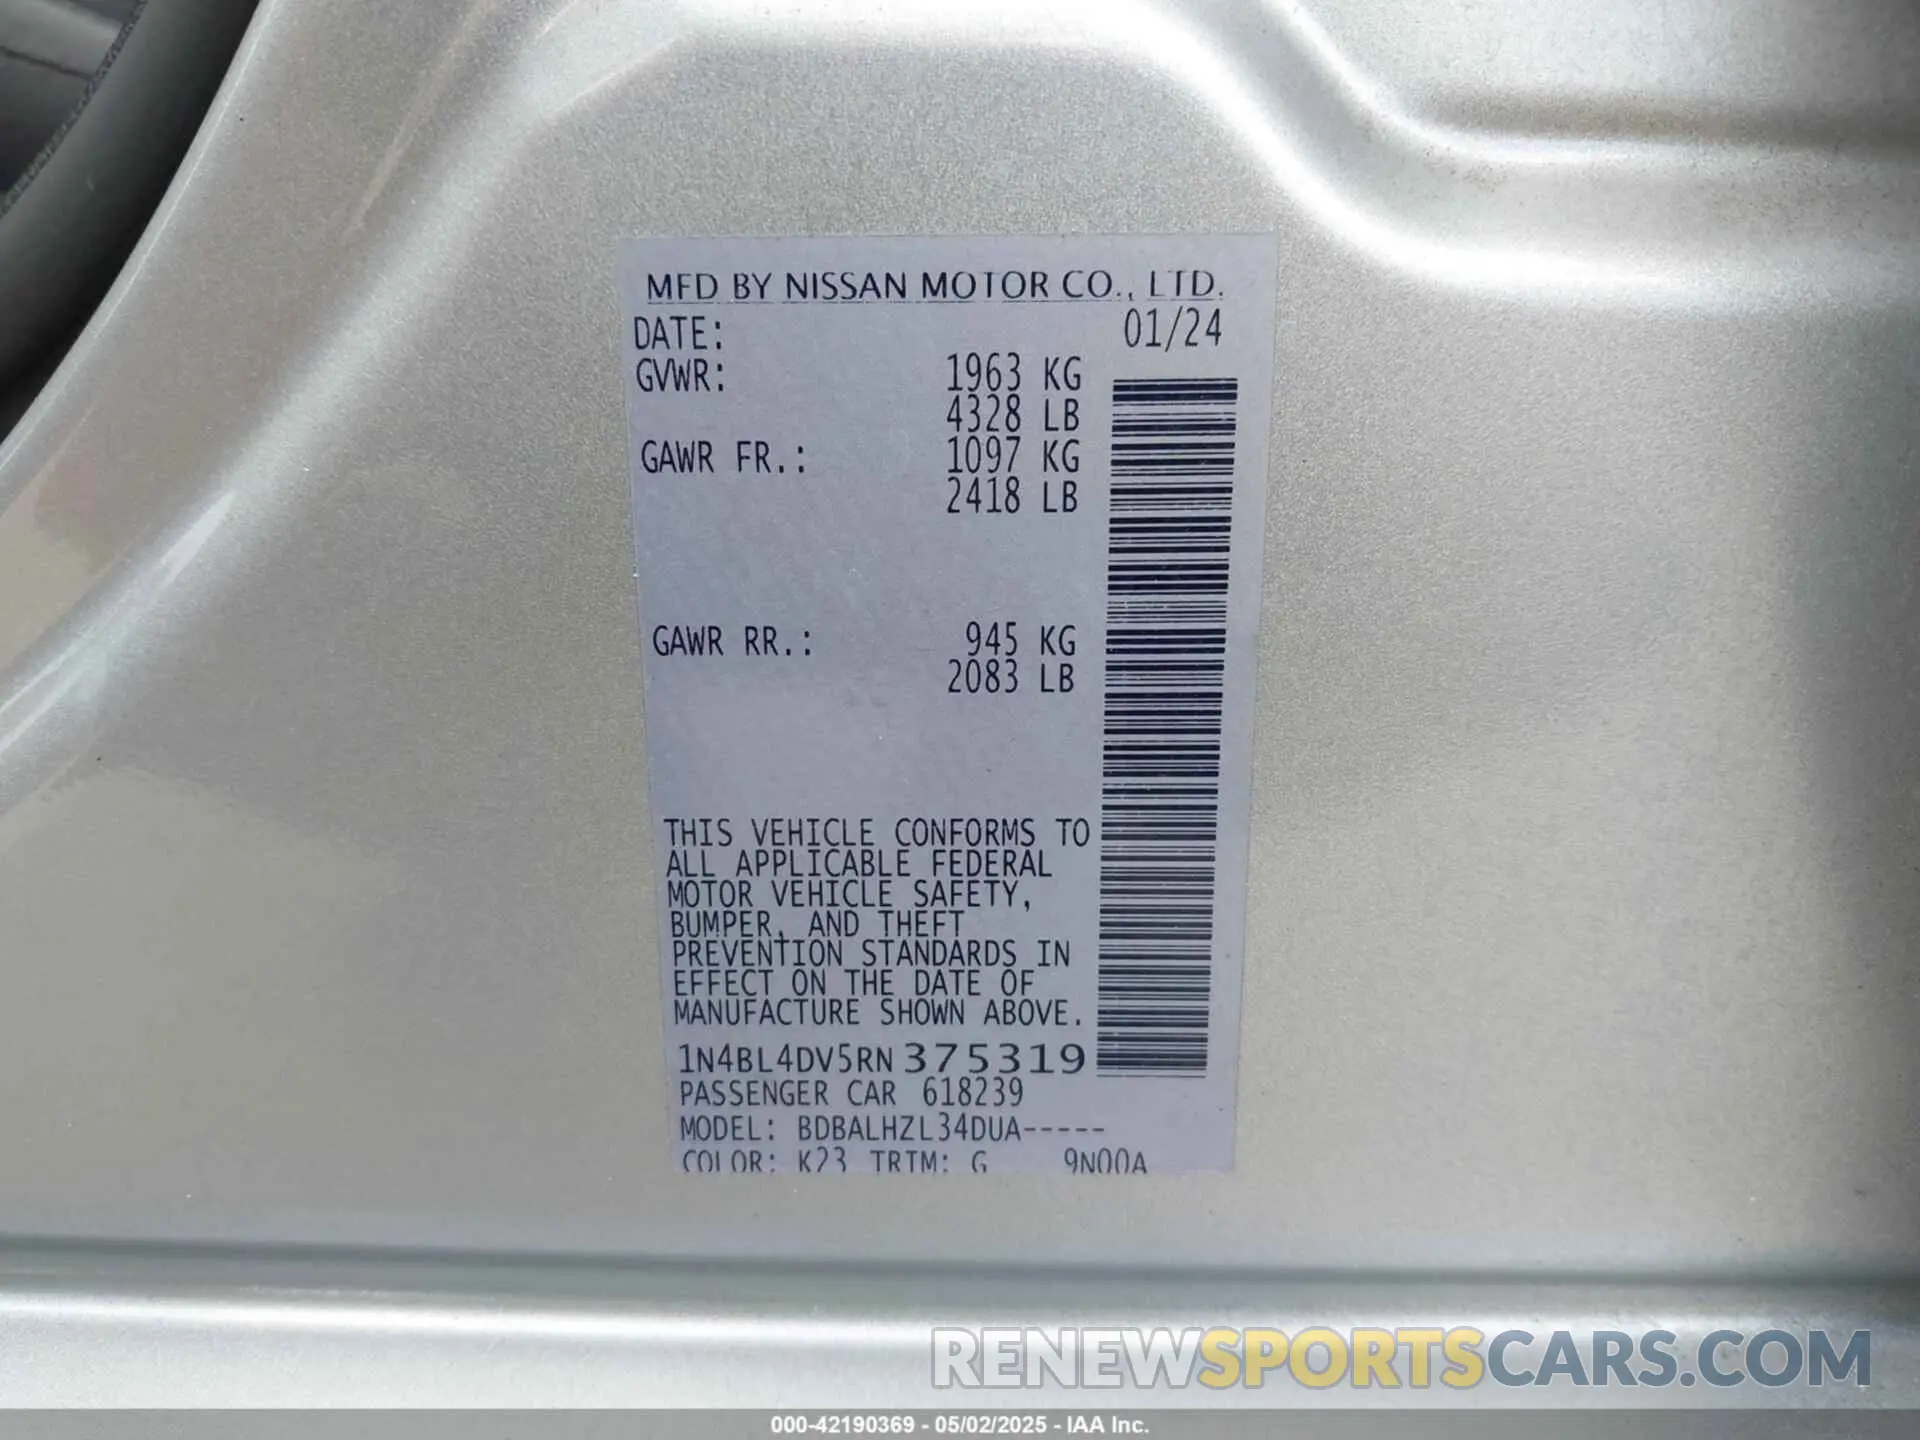 MFD BY NISSAN MOTOR CO., LTD.
DATE: 01/24
GVWR: 1963 KG
4328 LB
GAWR FR.: 1097 KG
2418 LB
GAWR RR.: 945 KG
2083 LB
THIS VEHICLE CONFORMS TO
ALL APPLICABLE FEDERAL
MOTOR VEHICLE SAFETY,
BUMPER, AND THEFT
PREVENTION STANDARDS IN
EFFECT ON THE DATE OF
MANUFACTURE SHOWN ABOVE.
1N4BL4DV5RN375319
PASSENGER CAR 618239
MODEL: BDBALHZL34DUA-----
COLOR: K23 TRIM: G 9N00A
RENEWSPORTSCARS.COM
000-42190369 - 05/02/2025 - IAA Inc.